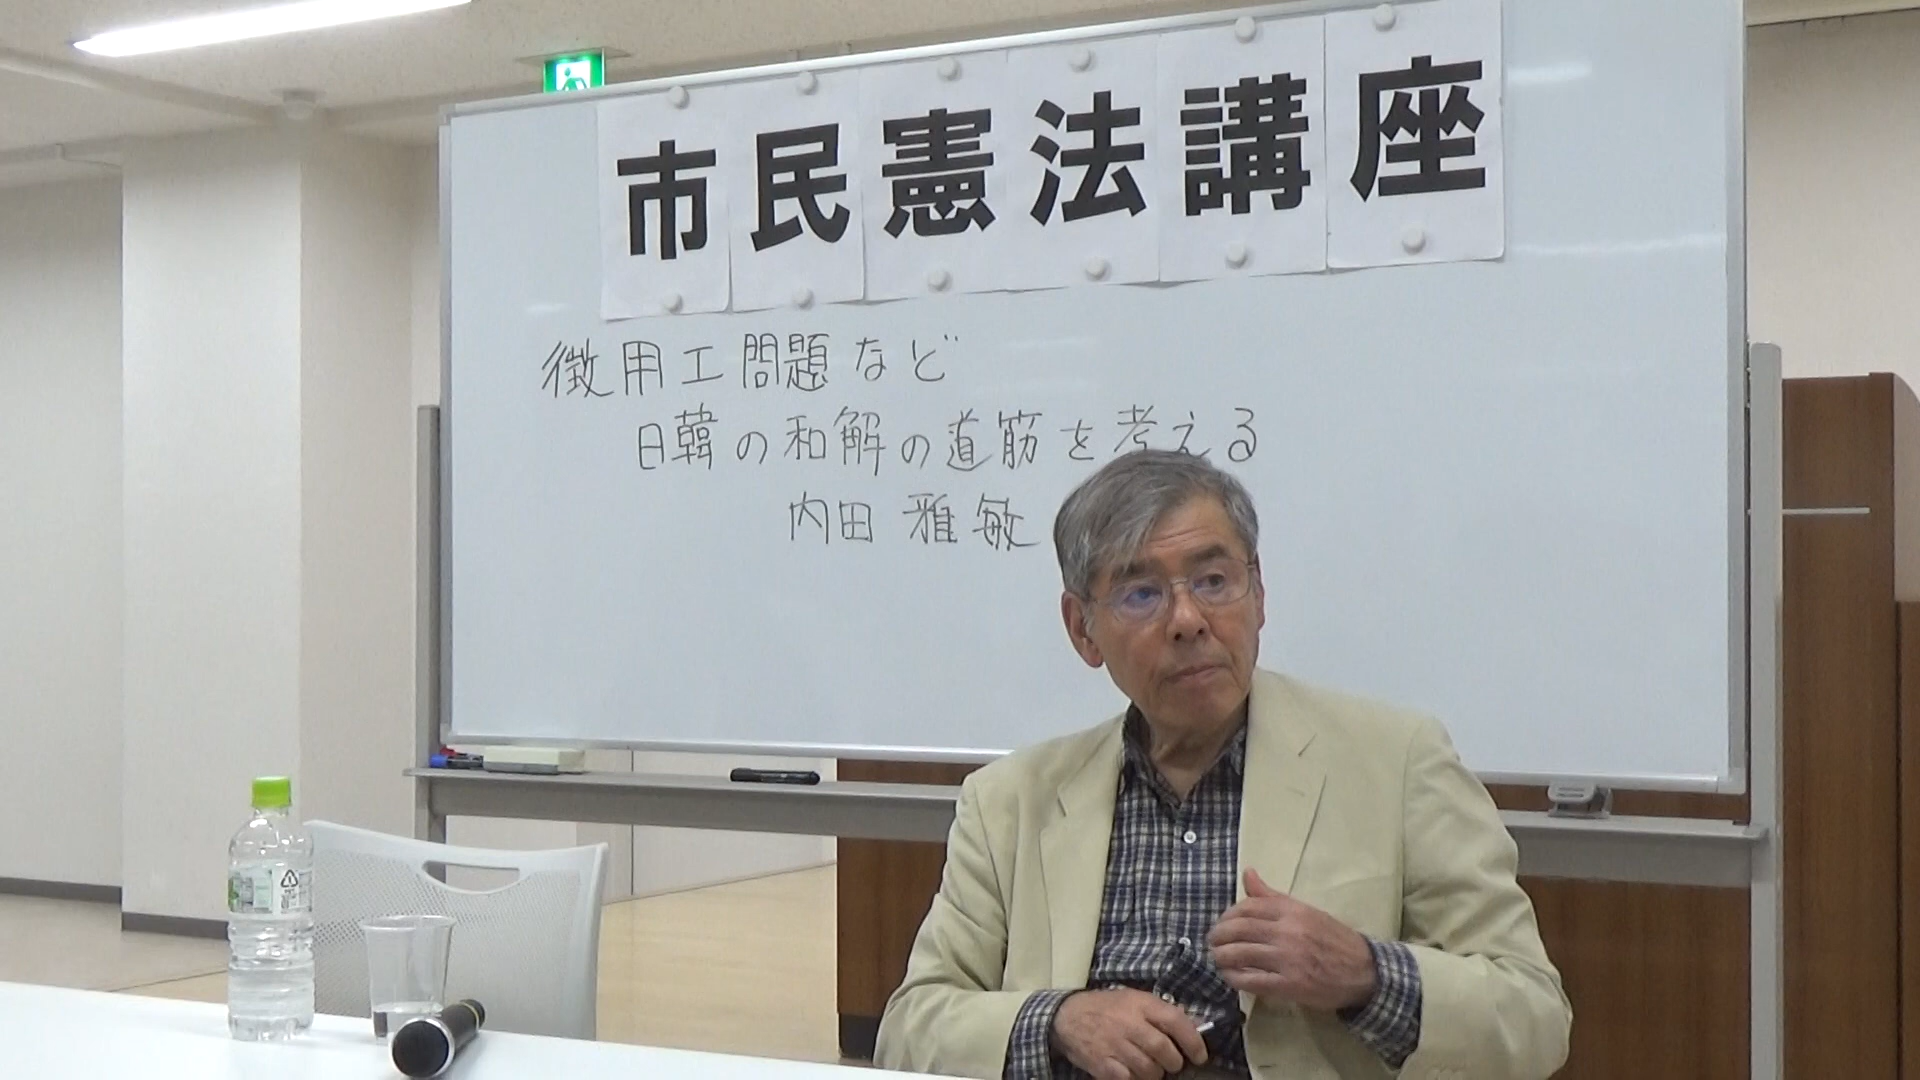 市民憲法講座
徴用工問題など
日韓の和解の道筋を考える
内田雅敏